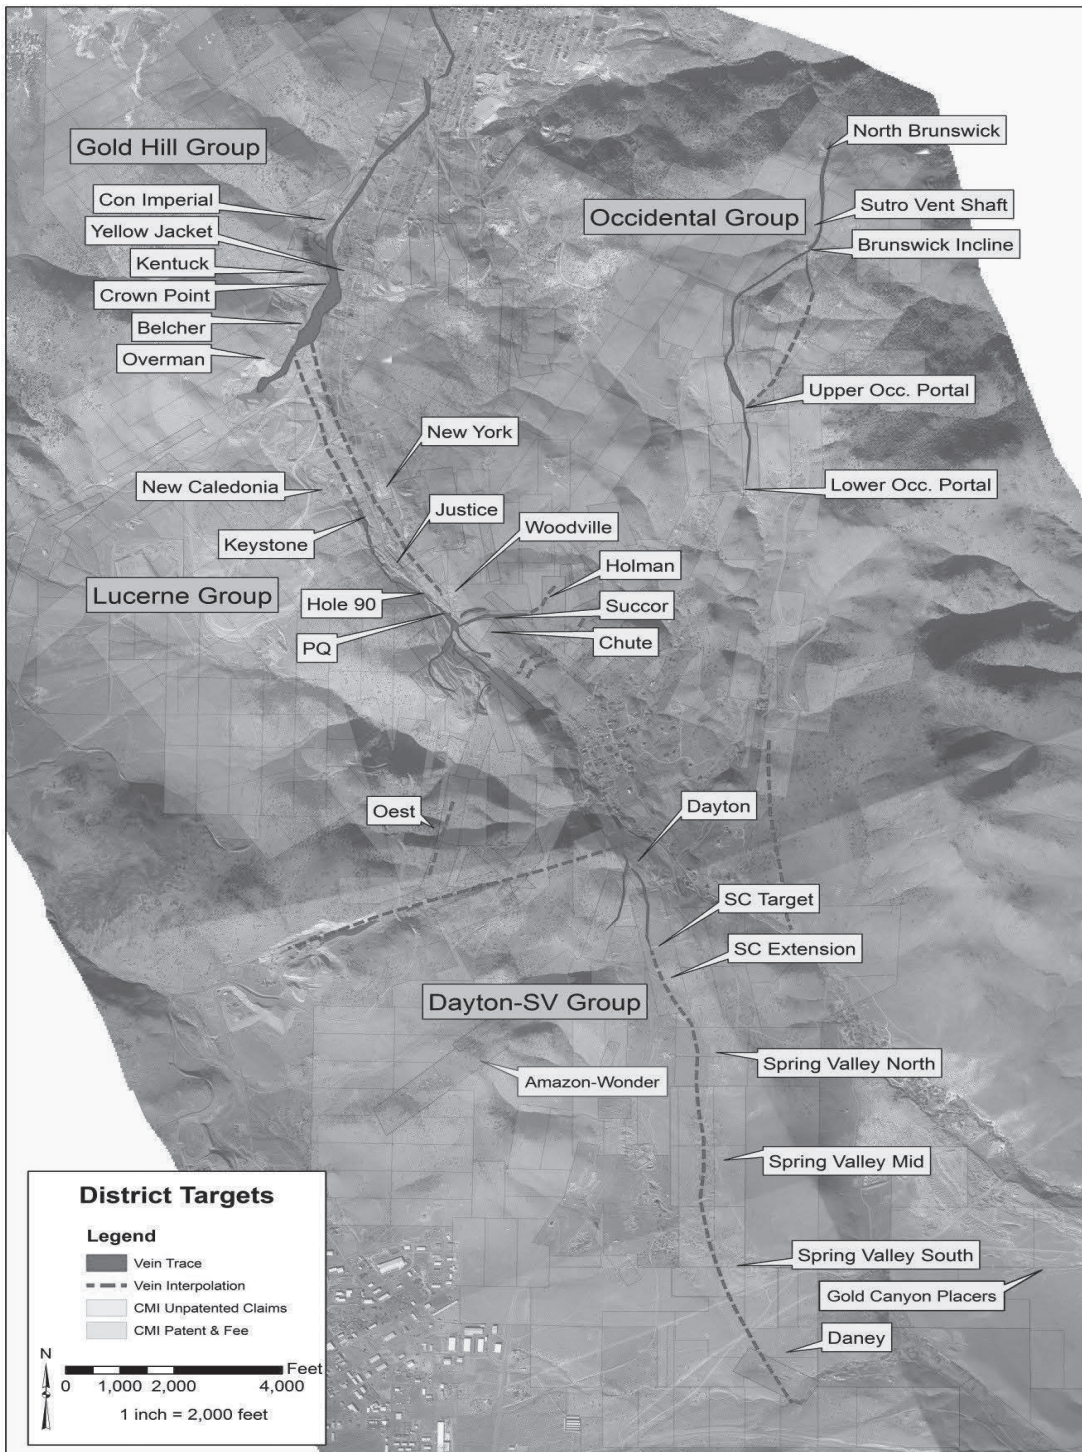 North Brunswick
Gold Hill Group
Con Imperial
Occidental Group
Sutro Vent Shaft
Yellow Jacket
Brunswick Incline
Kentuck
Crown Point
Belcher
Overman
Upper Occ. Portal
New York
New Caledonia
Lower Occ. Portal
Justice
Woodville
Keystone
Holman
Lucerne Group
Hole 90
Succor
PQ
Chute
Oest
Dayton
SC Target
SC Extension
Dayton-SV Group
Spring Valley North
Amazon-Wonder
Spring Valley Mid
District Targets
Legend
Vein Trace
Vein Interpolation
CMI Unpatented Claims
CMI Patent & Fee
N
Feet
0 1,000 2,000 4,000
1 inch = 2,000 feet
Spring Valley South
Gold Canyon Placers
Daney